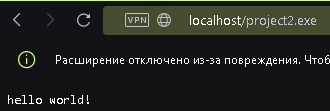 VPN localhost/project2.exe
Расширение отключено из-за повреждения. Чтоб
hello world!